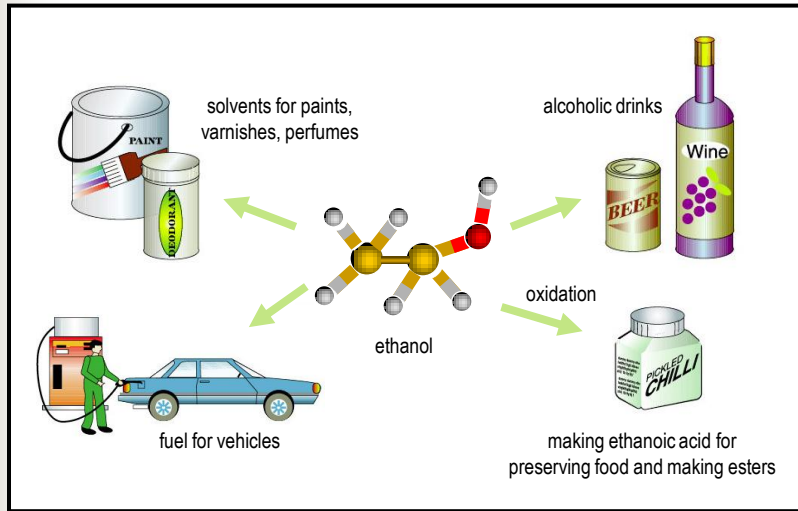 solvents for paints,
varnishes, perfumes
PAINT
DEODORANT
alcoholic drinks
Wine
BEER
ethanol
oxidation
fuel for vehicles
PICKLED
CHILLI
making ethanoic acid for
preserving food and making esters